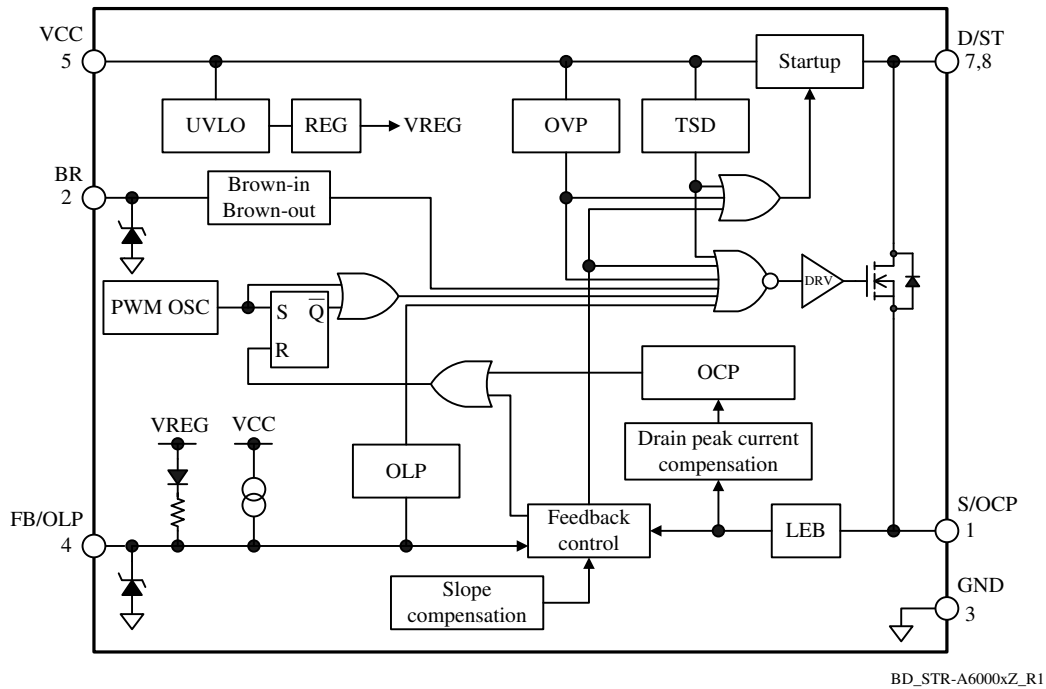 VCC
5
D/ST
7,8
Startup
UVLO
REG
VREG
OVP
TSD
BR
2
Brown-in
Brown-out
PWM OSC
S
Q̅
R
DRV
OCP
VREG
VCC
Drain peak current
compensation
OLP
FB/OLP
4
Feedback
control
LEB
S/OCP
1
Slope
compensation
GND
3
BD_STR-A6000xZ_R1